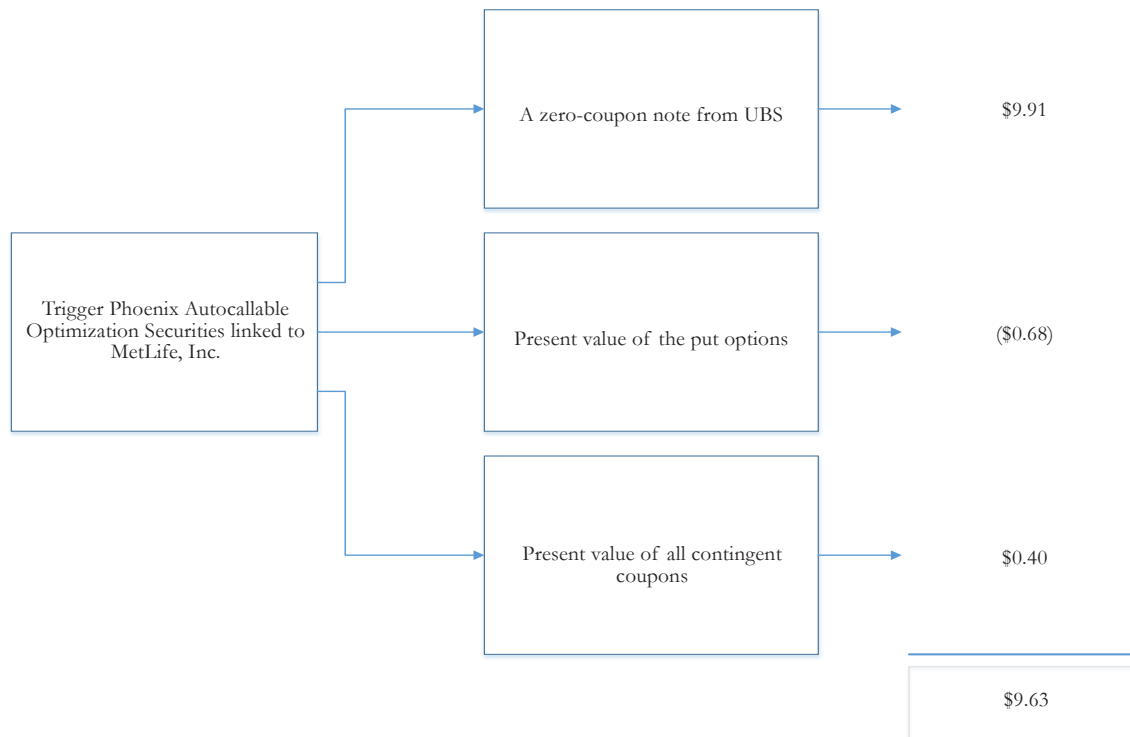 A zero-coupon note from UBS
$9.91
Trigger Phoenix Autocallable
Optimization Securities linked to
MetLife, Inc.
Present value of the put options
($0.68)
Present value of all contingent
coupons
$0.40
$9.63